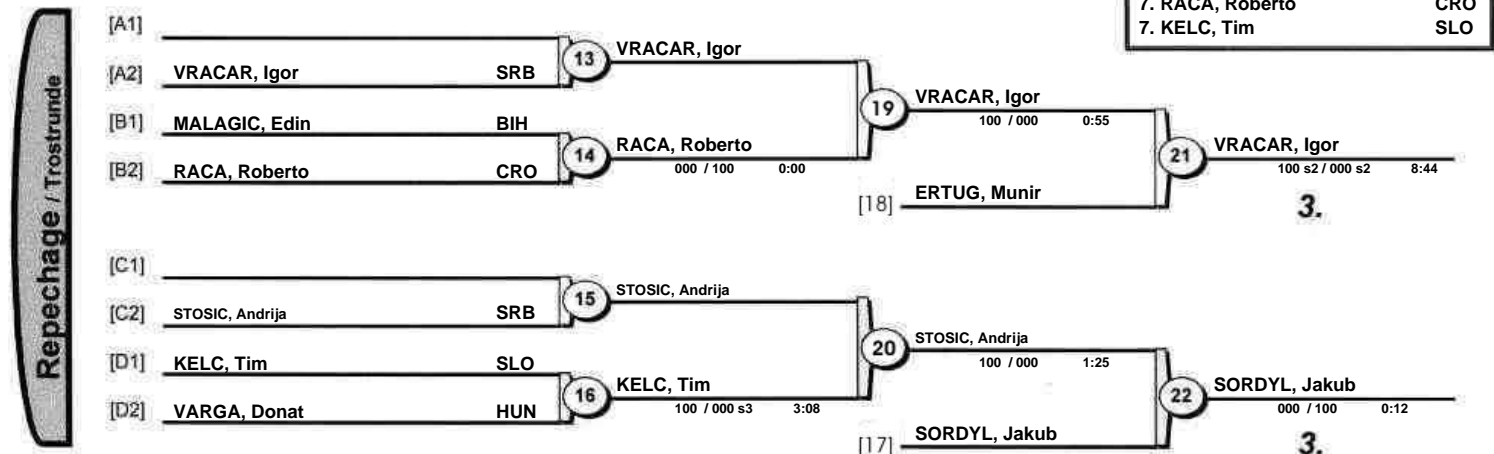 7. RACA, Roberto CRO
7. KELC, Tim SLO
Repechage / Trostrunde
[A1]
[A2] VRACAR, Igor SRB
13 VRACAR, Igor
[B1] MALAGIC, Edin BIH
[B2] RACA, Roberto CRO
14 RACA, Roberto
000 / 100 0:00
19 VRACAR, Igor
100 / 000 0:55
[18] ERTUG, Munir
21 VRACAR, Igor
100 s2 / 000 s2 8:44
3.
[C1]
[C2] STOSIC, Andrija SRB
15 STOSIC, Andrija
[D1] KELC, Tim SLO
[D2] VARGA, Donat HUN
16 KELC, Tim
100 / 000 s3 3:08
20 STOSIC, Andrija
100 / 000 1:25
[17] SORDYL, Jakub
22 SORDYL, Jakub
000 / 100 0:12
3.